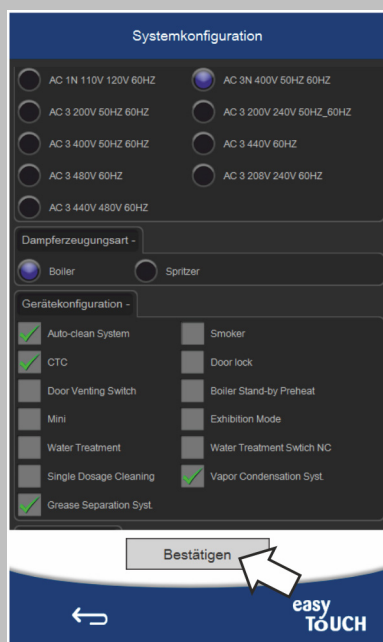 Systemkonfiguration
AC 1N 110V 120V 60HZ
AC 3N 400V 50HZ 60HZ
AC 3 200V 50HZ 60HZ
AC 3 200V 240V 50HZ_60HZ
AC 3 400V 50HZ 60HZ
AC 3 440V 60HZ
AC 3 480V 60HZ
AC 3 208V 240V 60HZ
AC 3 440V 480V 60HZ
Dampferzeugungsart -
Boiler
Spritzer
Gerätekonfiguration -
Auto-clean System
Smoker
CTC
Door lock
Door Venting Switch
Boiler Stand-by Preheat
Mini
Exhibition Mode
Water Treatment
Water Treatment Swtich NC
Single Dosage Cleaning
Vapor Condensation Syst.
Grease Separation Syst.
Bestätigen
easy
TOUCH